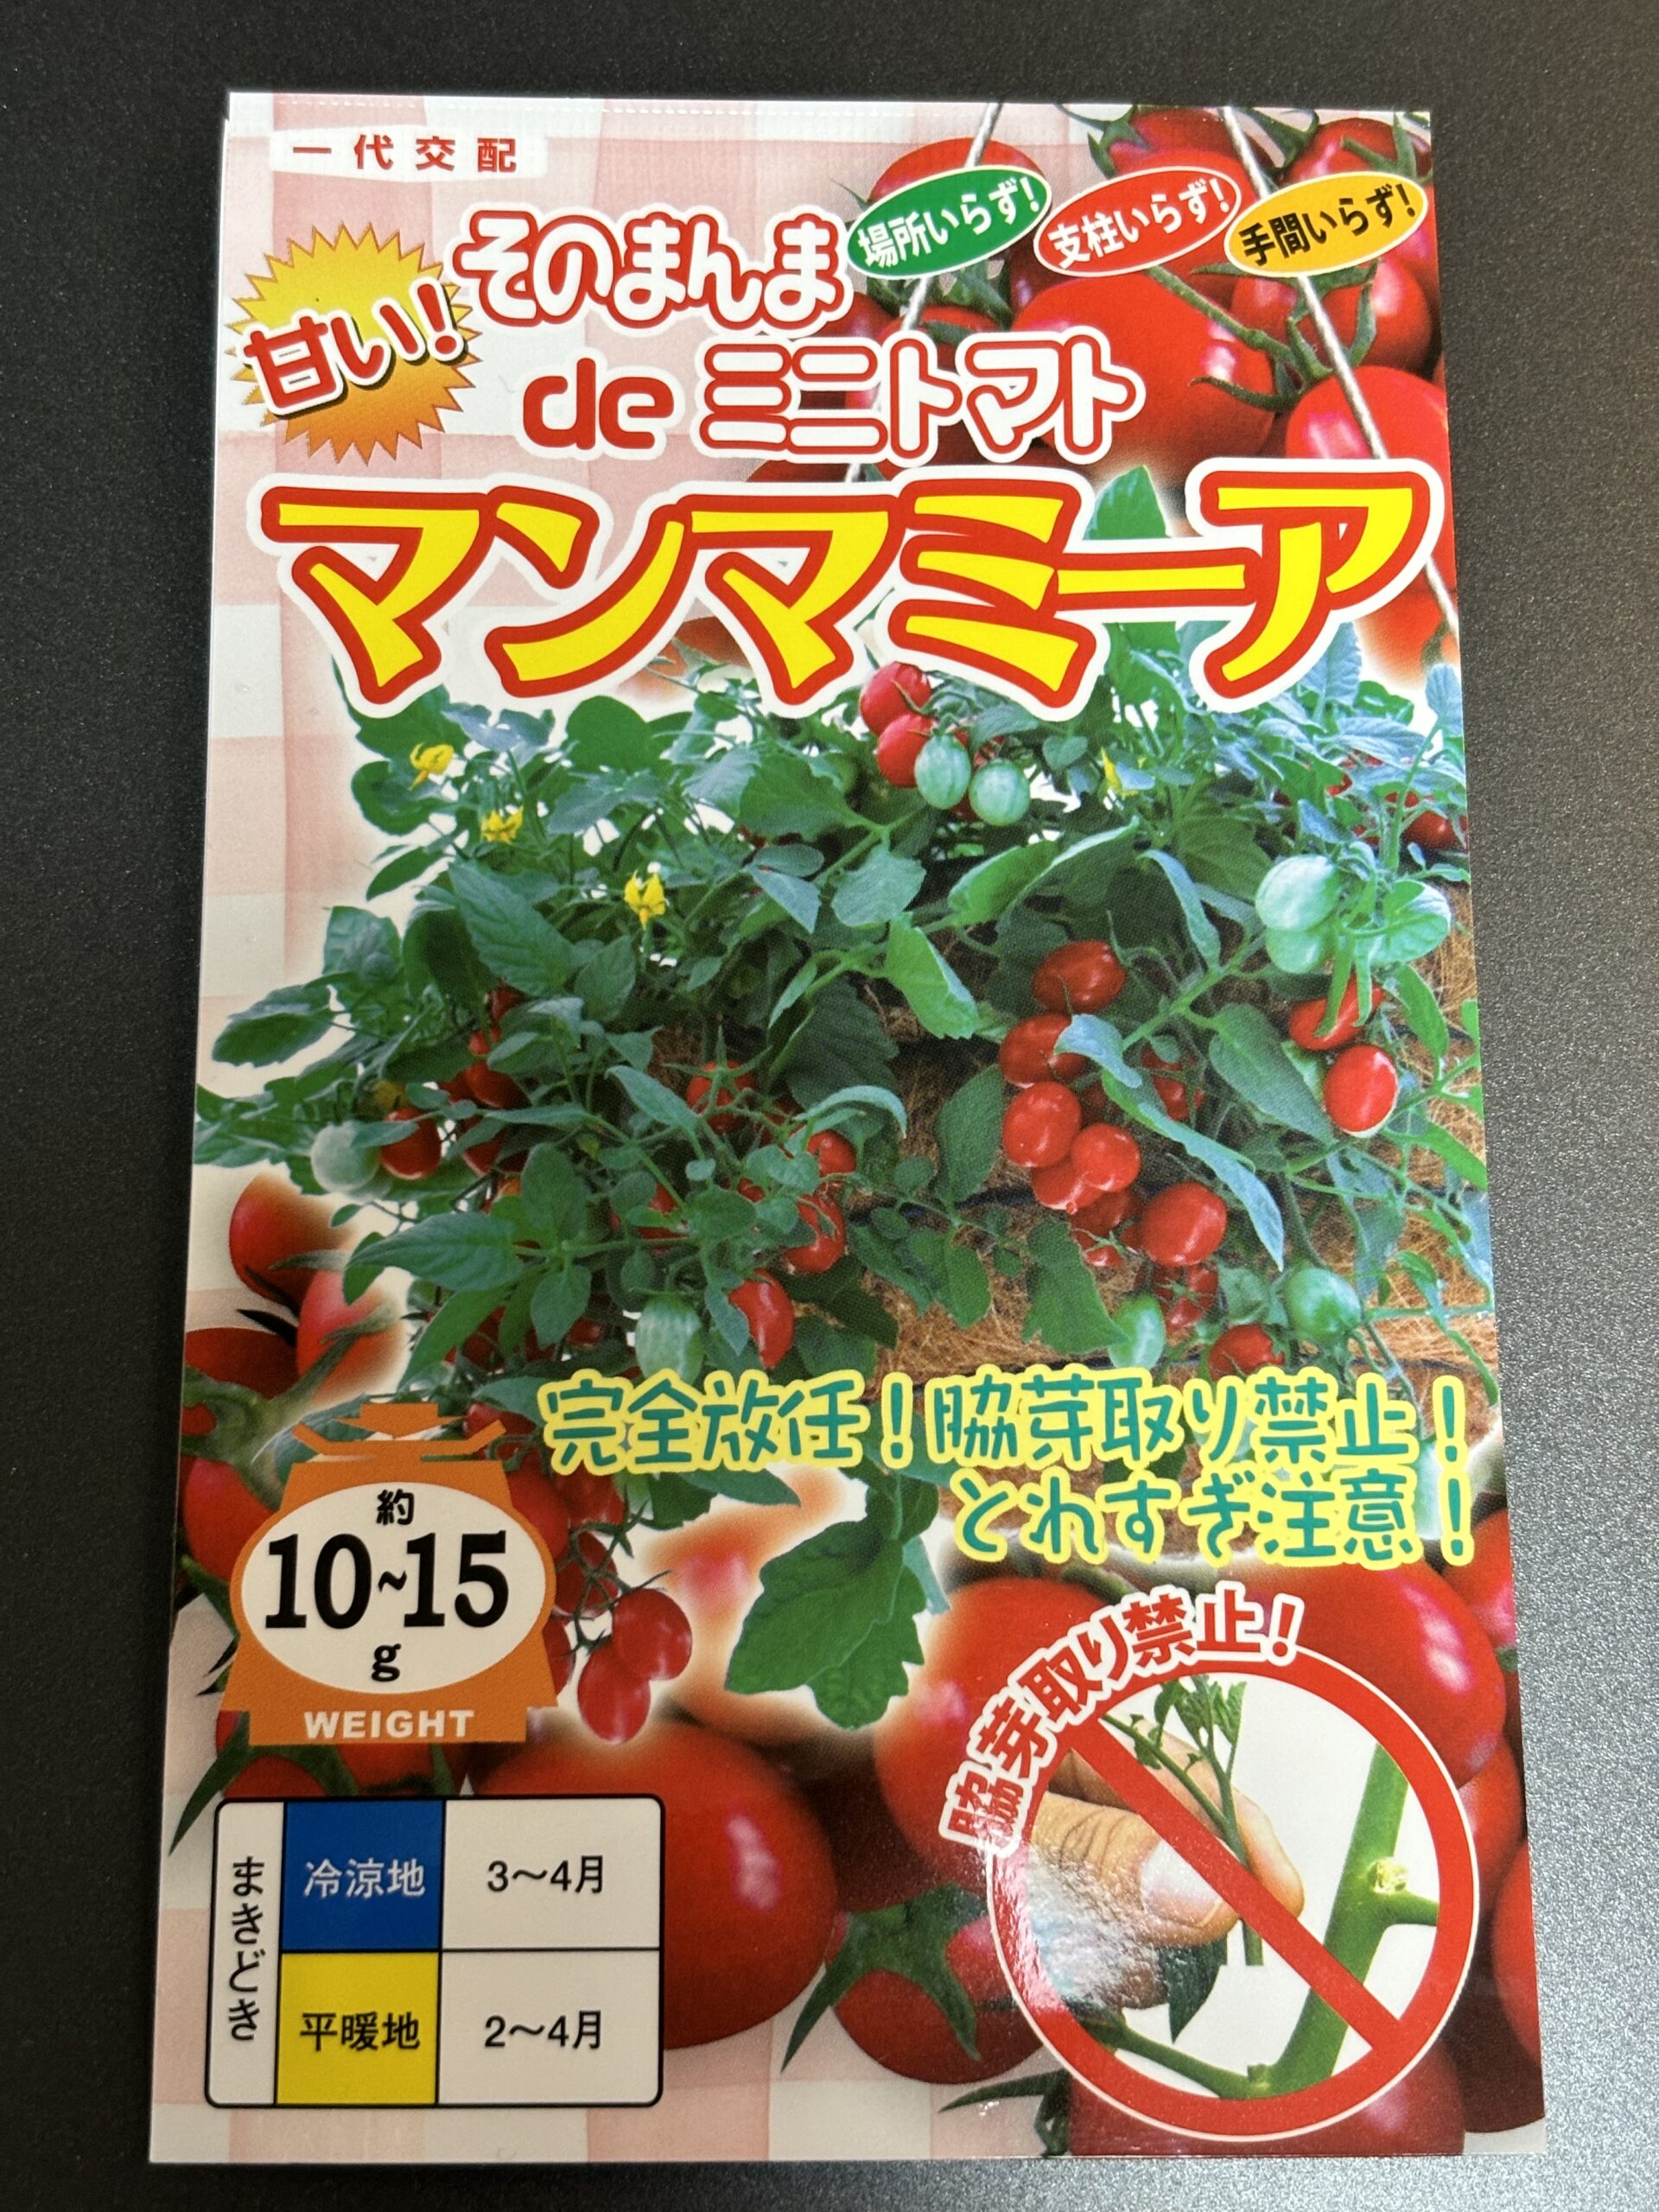 一代交配
場所いらず!
支柱いらず!
手間いらず!
甘い!
そのまんま
de ミニトマト
マンマミーア
完全放任!脇芽取り禁止!
とれすぎ注意!
約
10~15
g
WEIGHT
脇芽取り禁止!
まきどき
冷涼地 3〜4月
平暖地 2〜4月